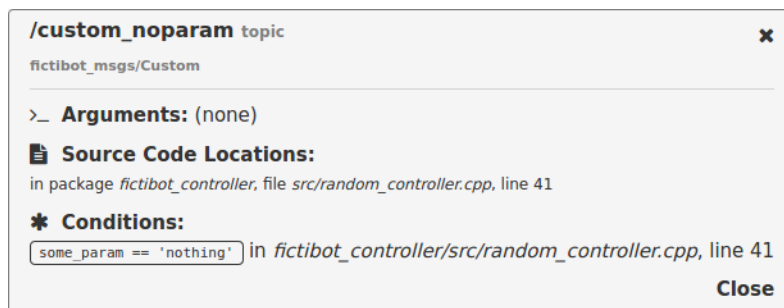 /custom_noparam topic
fictibot_msgs/Custom
>_ Arguments: (none)
Source Code Locations:
in package fictibot_controller, file src/random_controller.cpp, line 41
Conditions:
some_param == 'nothing' in fictibot_controller/src/random_controller.cpp, line 41
Close